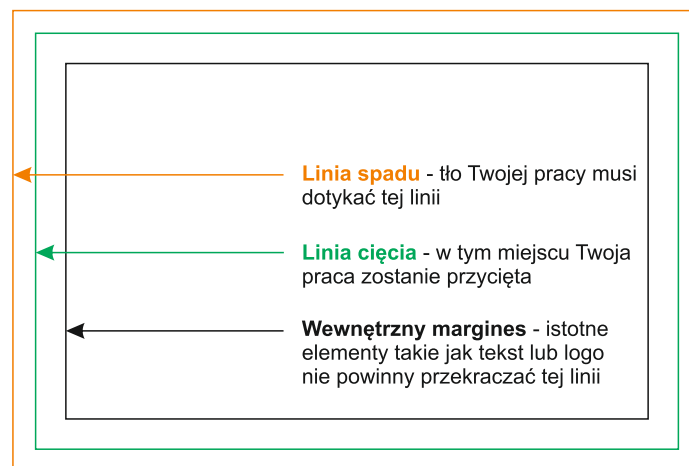 Linia spadu - tło Twojej pracy musi
dotykać tej linii
Linia cięcia - w tym miejscu Twoja
praca zostanie przycięta
Wewnętrzny margines - istotne
elementy takie jak tekst lub logo
nie powinny przekraczać tej linii